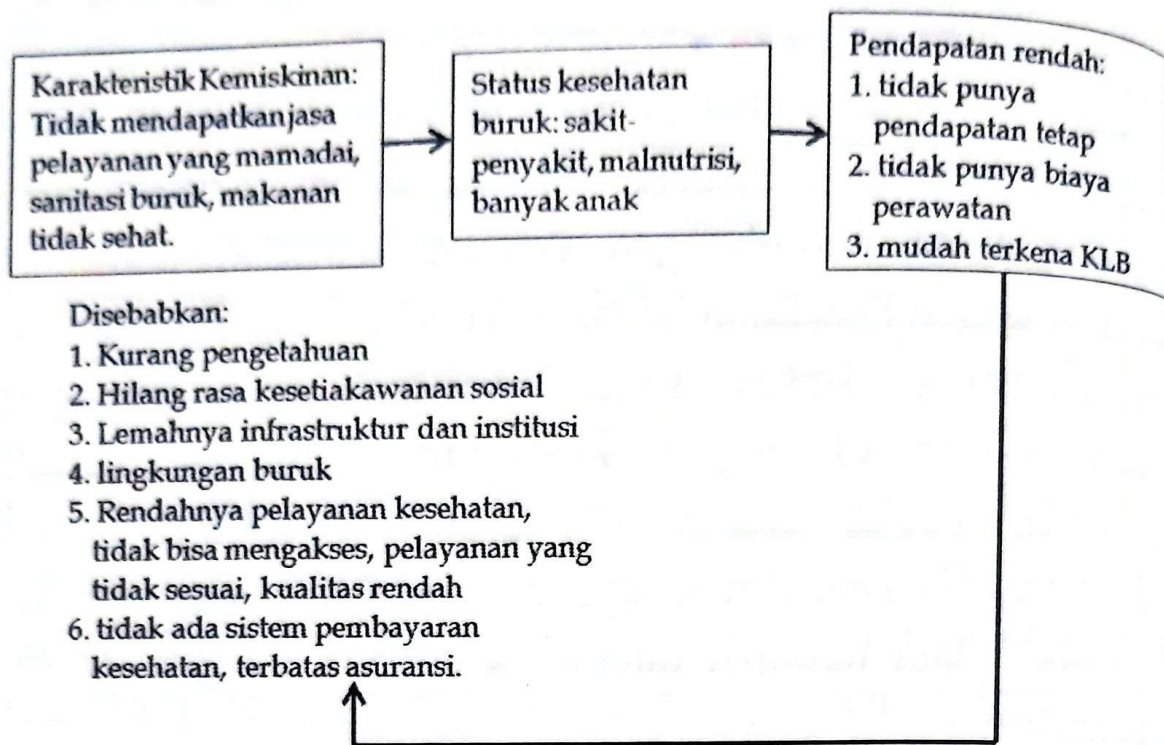 Karakteristik Kemiskinan:
Tidak mendapatkan jasa
pelayanan yang mamadai,
sanitasi buruk, makanan
tidak sehat.
Status kesehatan
buruk: sakit-
penyakit, malnutrisi,
banyak anak
Pendapatan rendah:
1. tidak punya
pendapatan tetap
2. tidak punya biaya
perawatan
3. mudah terkena KLB
Disebabkan:
1. Kurang pengetahuan
2. Hilang rasa kesetiakawanan sosial
3. Lemahnya infrastruktur dan institusi
4. lingkungan buruk
5. Rendahnya pelayanan kesehatan,
tidak bisa mengakses, pelayanan yang
tidak sesuai, kualitas rendah
6. tidak ada sistem pembayaran
kesehatan, terbatas asuransi.